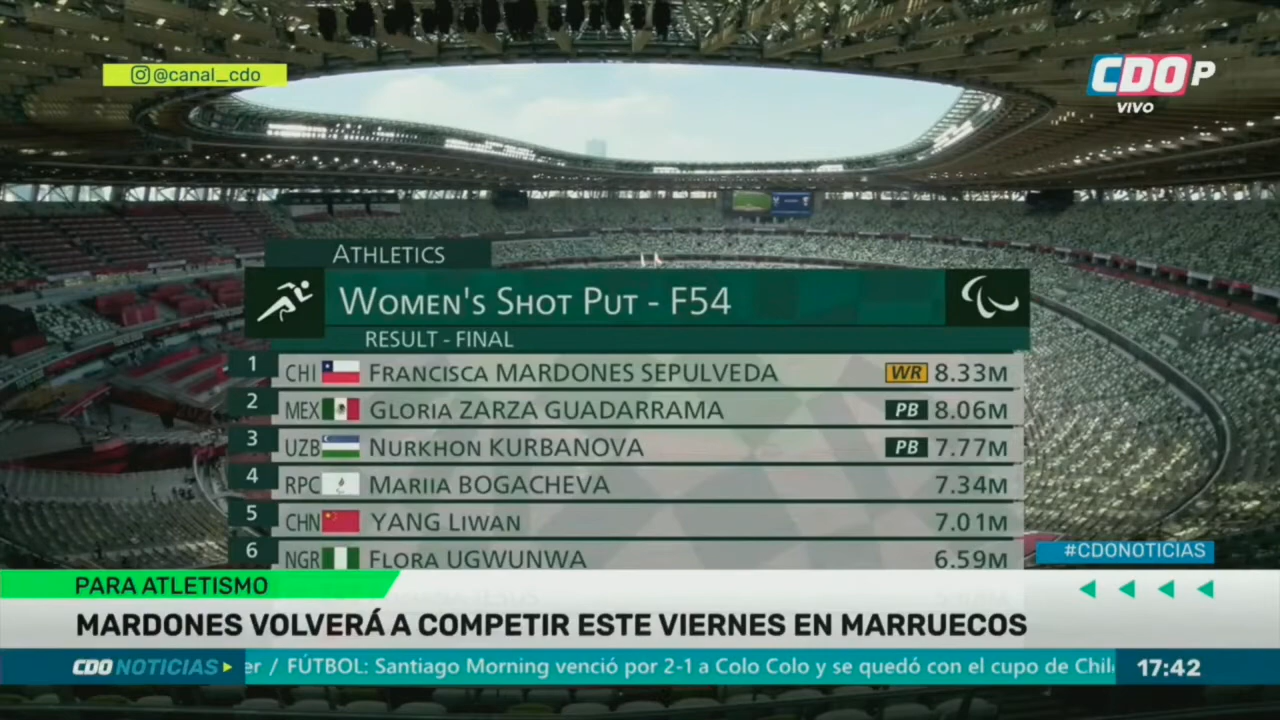 @canal_cdo
CDO P
VIVO
ATHLETICS
WOMEN'S SHOT PUT - F54
RESULT - FINAL
1 CHI FRANCISCA MARDONES SEPULVEDA WR 8.33M
2 MEX GLORIA ZARZA GUADARRAMA PB 8.06M
3 UZB NURKHON KURBANOVA PB 7.77M
4 RPC MARIIA BOGACHEVA 7.34M
5 CHN YANG LIWAN 7.01M
6 NGR FLORA UGWUNWA 6.59M
#CDONOTICIAS
PARA ATLETISMO
MARDONES VOLVERÁ A COMPETIR ESTE VIERNES EN MARRUECOS
CDO NOTICIAS er / FÚTBOL: Santiago Morning venció por 2-1 a Colo Colo y se quedó con el cupo de Chil 17:42